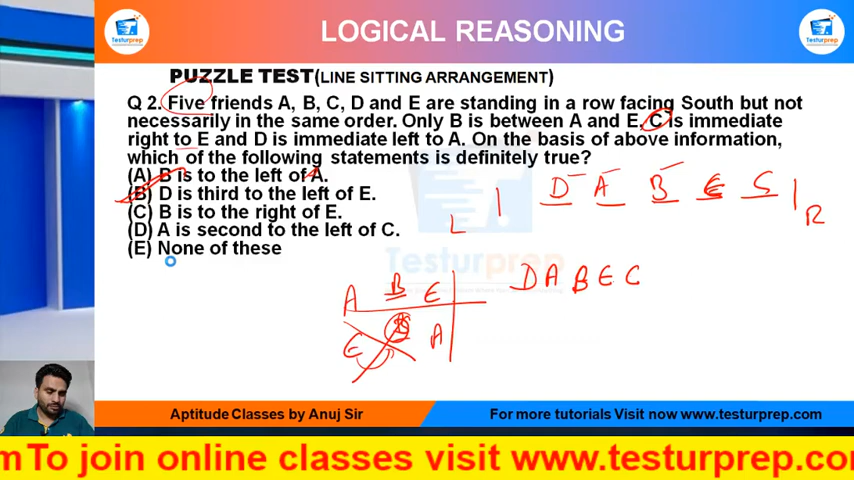 LOGICAL REASONING
Testurprep
Testurprep
PUZZLE TEST(LINE SITTING ARRANGEMENT)
Q 2. Five friends A, B, C, D and E are standing in a row facing South but not
necessarily in the same order. Only B is between A and E, C is immediate
right to E and D is immediate left to A. On the basis of above information,
which of the following statements is definitely true?
(A) B is to the left of A.
(B) D is third to the left of E.
(C) B is to the right of E.
(D) A is second to the left of C.
(E) None of these
L D A B E C R
Testurprep
A B E
D A B E C
E B A
Aptitude Classes by Anuj Sir
For more tutorials Visit now www.testurprep.com
m To join online classes visit www.testurprep.co